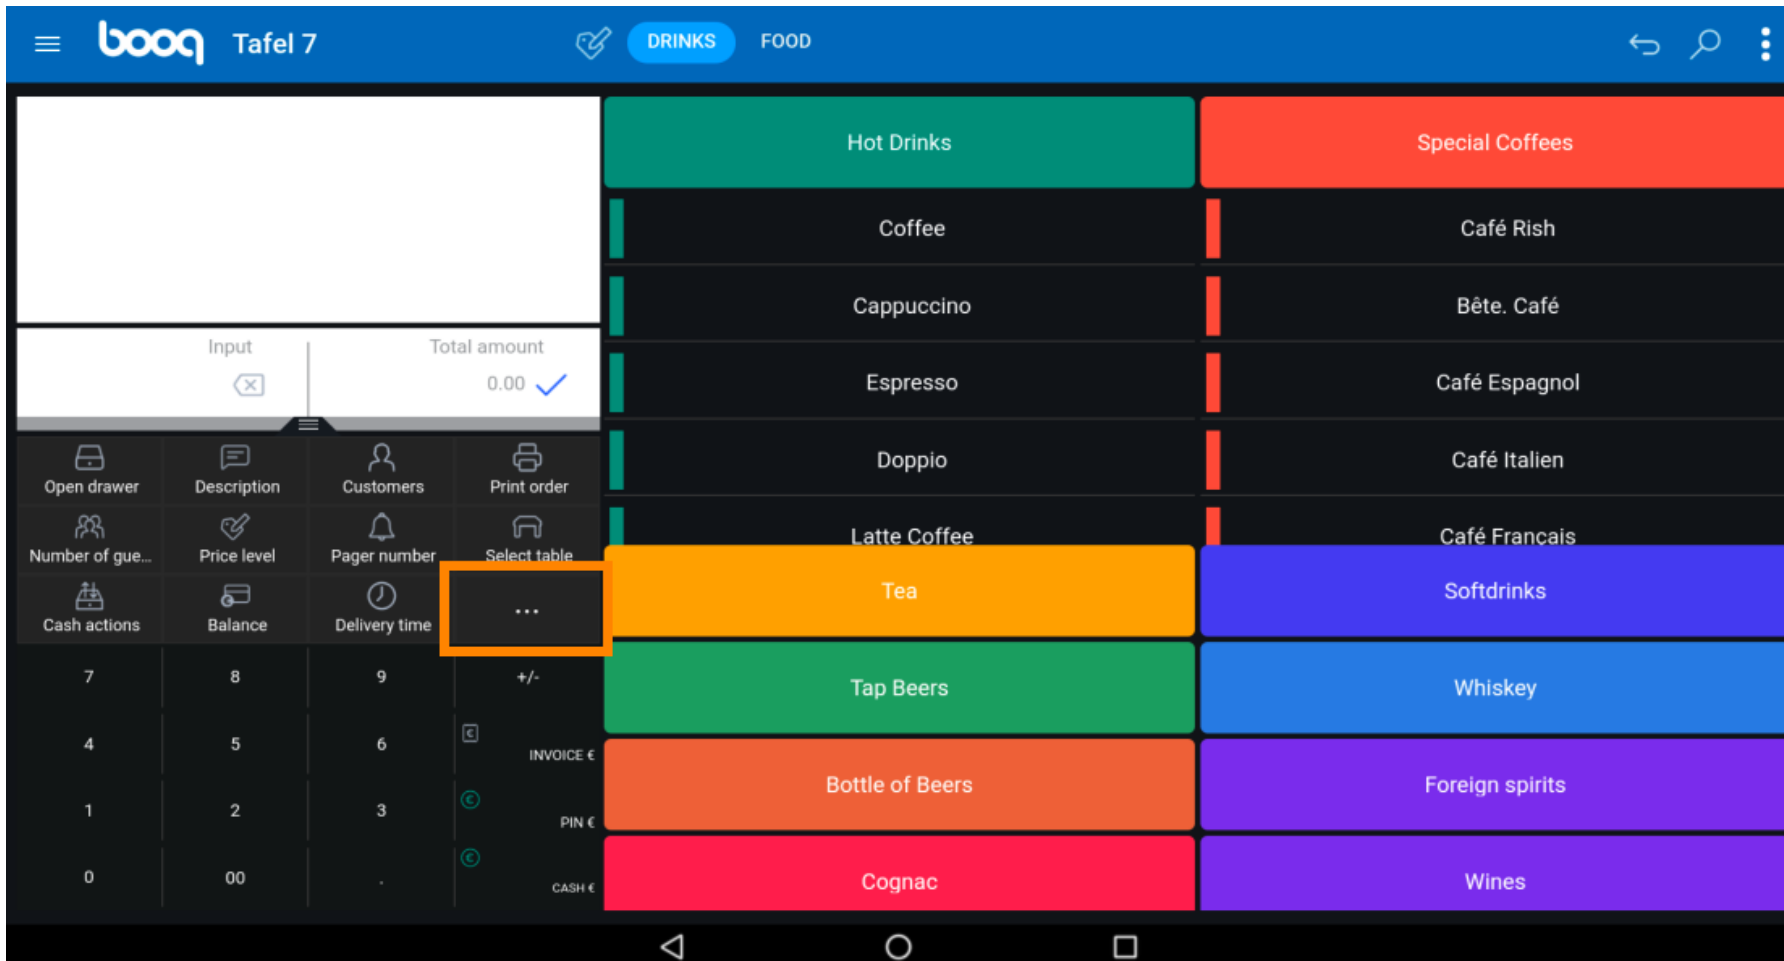 booq Tafel 7 DRINKS FOOD
Input Total amount
0.00
Open drawer Description Customers Print order
Number of gue... Price level Pager number Select table
Cash actions Balance Delivery time ...
7 8 9 +/-
4 5 6 INVOICE €
1 2 3 PIN €
0 00 . CASH €
Hot Drinks
Coffee
Cappuccino
Espresso
Doppio
Latte Coffee
Special Coffees
Café Rish
Bête. Café
Café Espagnol
Café Italien
Café Français
Tea Softdrinks
Tap Beers Whiskey
Bottle of Beers Foreign spirits
Cognac Wines